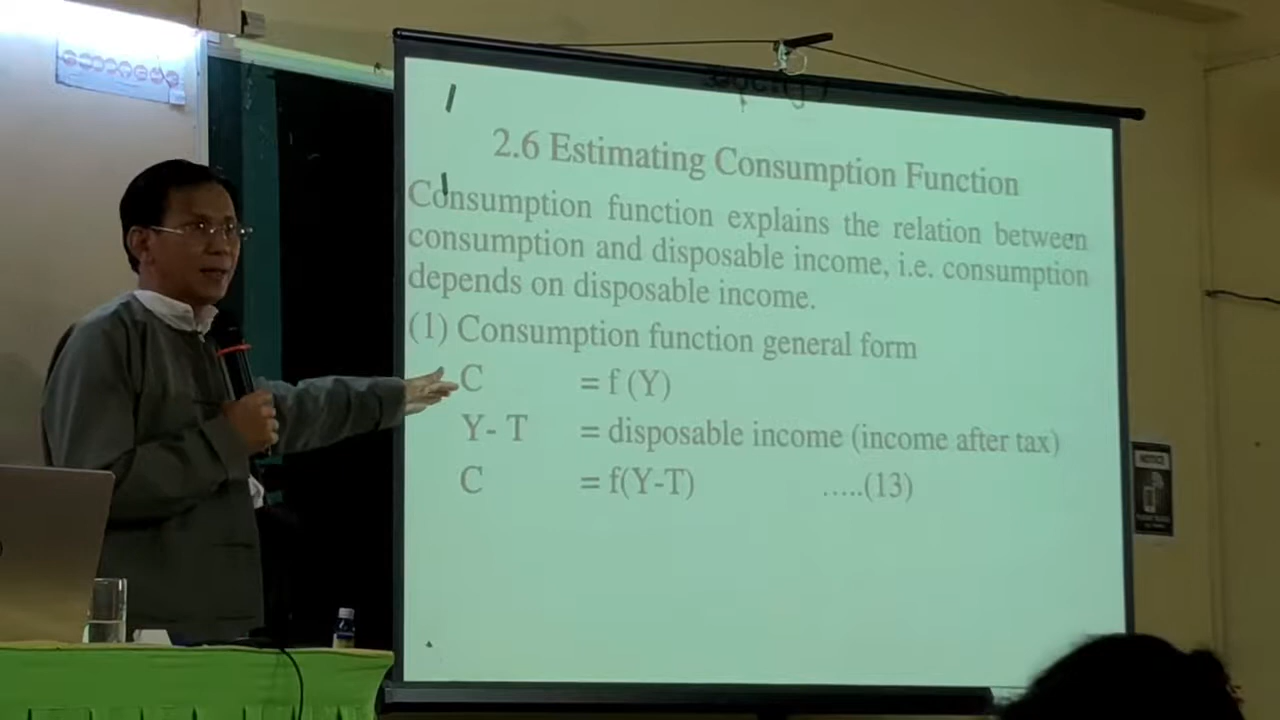 2.6 Estimating Consumption Function
Consumption function explains the relation between
consumption and disposable income, i.e. consumption
depends on disposable income.
(1) Consumption function general form
C = f (Y)
Y- T = disposable income (income after tax)
C = f(Y-T) .....(13)
NOTICE